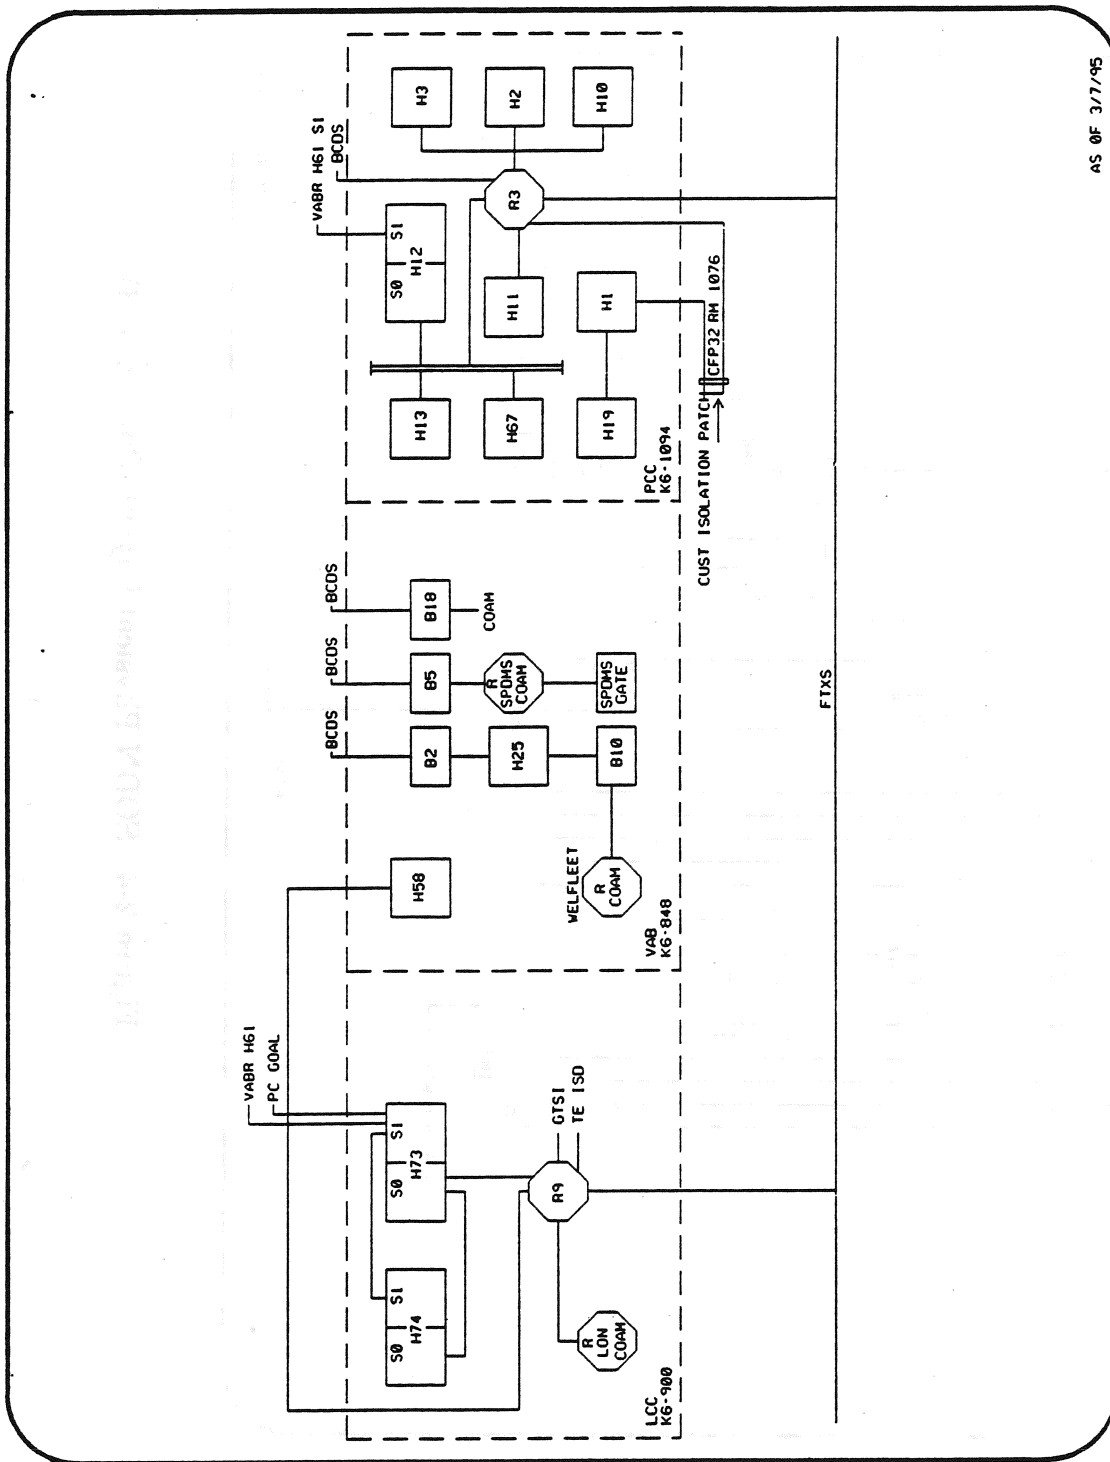 VABR H61
PC GOAL
S0
S1
H74
S0
S1
H73
R9
GTSI
TE ISD
R
LON
COAM
LCC
K6-900
H58
BCDS
B2
H25
B10
WELFLEET
R
COAM
BCDS
B5
R
SPDMS
COAM
SPDMS
GATE
BCDS
B18
COAM
VAB
K6-848
VABR H61 S1
BCDS
S0
S1
H12
H13
H67
H19
H11
H1
R3
H3
H2
H10
PCC
K6-1094
CUST ISOLATION PATCH
CFP32 RM 1076
FTXS
AS OF 3/7/95